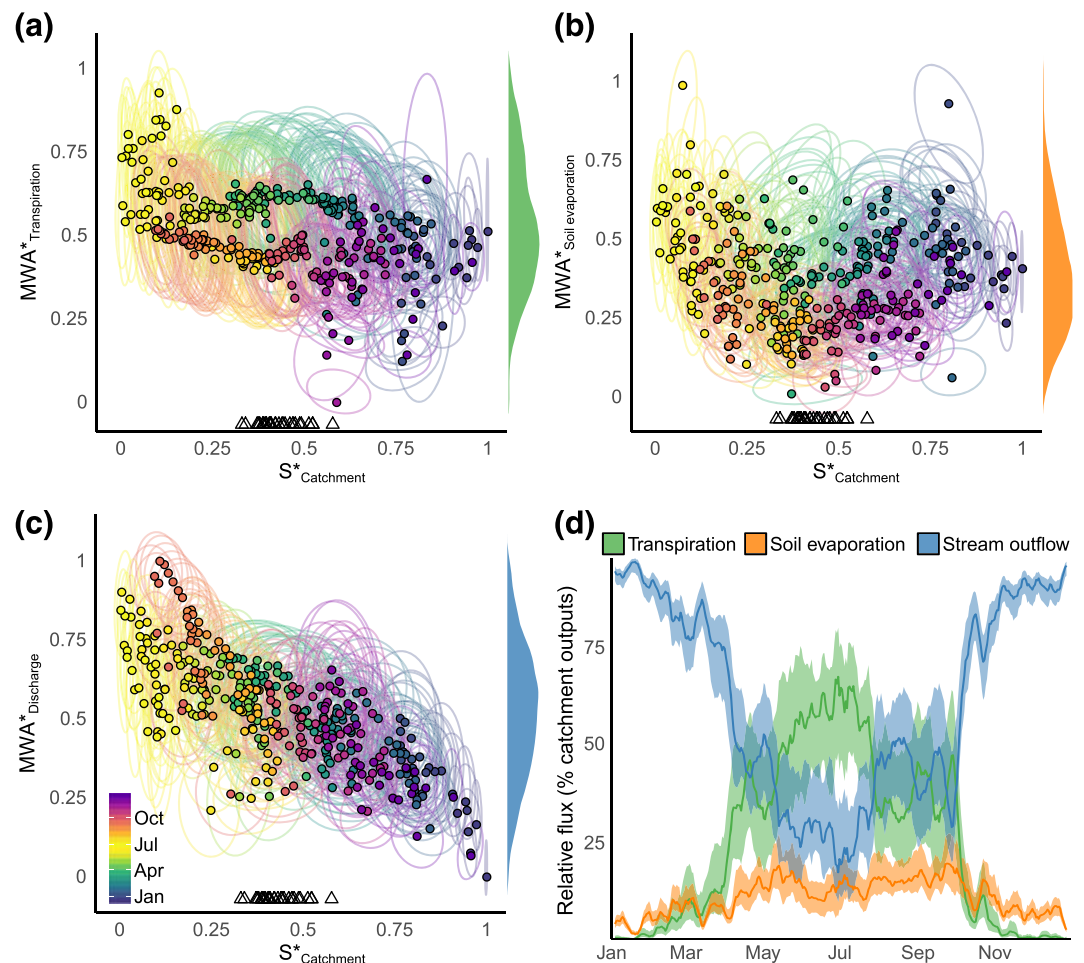 (a)
MWA*Transpiration
1
0.75
0.5
0.25
0
0 0.25 0.5 0.75 1
S*Catchment
(b)
MWA*Soil evaporation
1
0.75
0.5
0.25
0
0 0.25 0.5 0.75 1
S*Catchment
(c)
MWA*Discharge
1
0.75
0.5
0.25
0
Oct
Jul
Apr
Jan
0 0.25 0.5 0.75 1
S*Catchment
(d)
Transpiration Soil evaporation Stream outflow
Relative flux (% catchment outputs)
75
50
25
Jan Mar May Jul Sep Nov